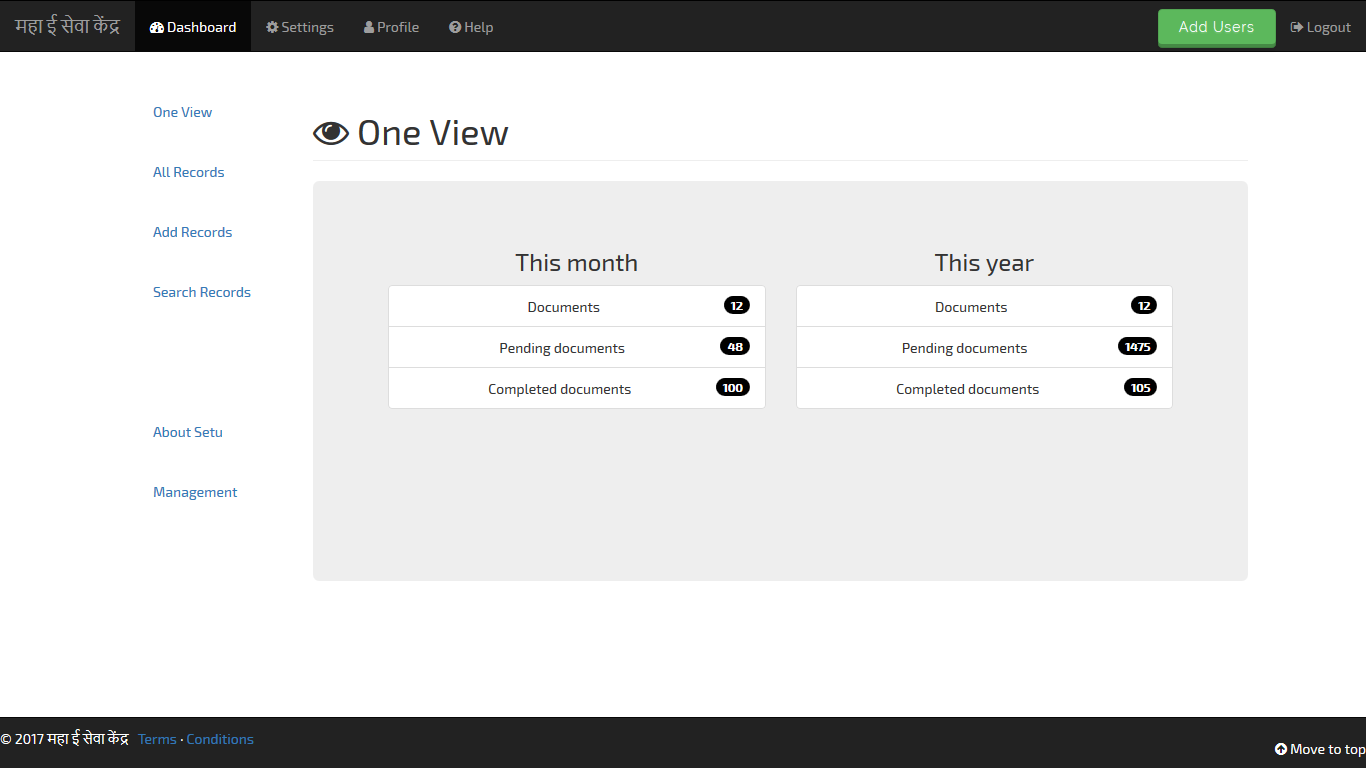 महा ई सेवा केंद्र Dashboard Settings Profile Help Add Users Logout
One View
All Records
Add Records
Search Records
About Setu
Management
One View
This month
Documents 12
Pending documents 48
Completed documents 100
This year
Documents 12
Pending documents 1475
Completed documents 105
© 2017 महा ई सेवा केंद्र Terms · Conditions
Move to top